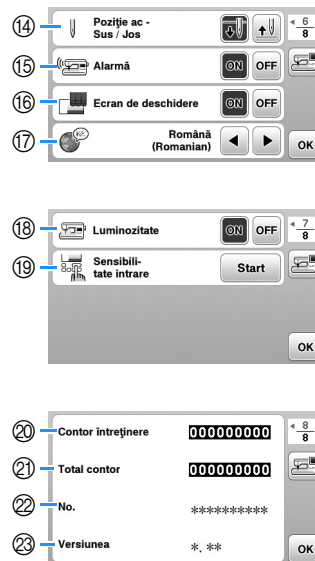 ⑭ Poziţie ac -
Sus / Jos
6
8
⑮ Alarmă ON OFF
⑯ Ecran de deschidere ON OFF
⑰ Română
(Romanian)
OK
⑱ Luminozitate ON OFF
7
8
⑲ Sensibili-
tate intrare Start
OK
⑳ Contor întreţinere 000000000
8
8
㉑ Total contor 000000000
㉒ No. **********
㉓ Versiunea *. **
OK